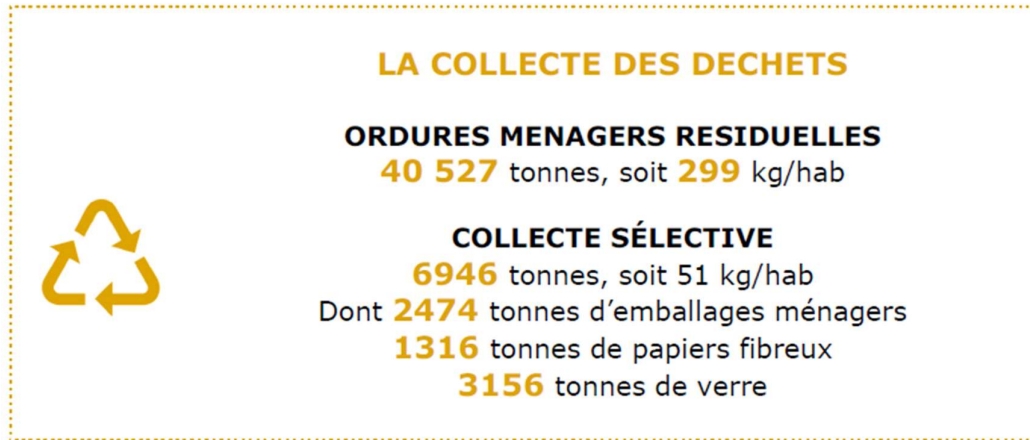 LA COLLECTE DES DECHETS
ORDURES MENAGERS RESIDUELLES
40 527 tonnes, soit 299 kg/hab
COLLECTE SÉLECTIVE
6946 tonnes, soit 51 kg/hab
Dont 2474 tonnes d’emballages ménagers
1316 tonnes de papiers fibreux
3156 tonnes de verre